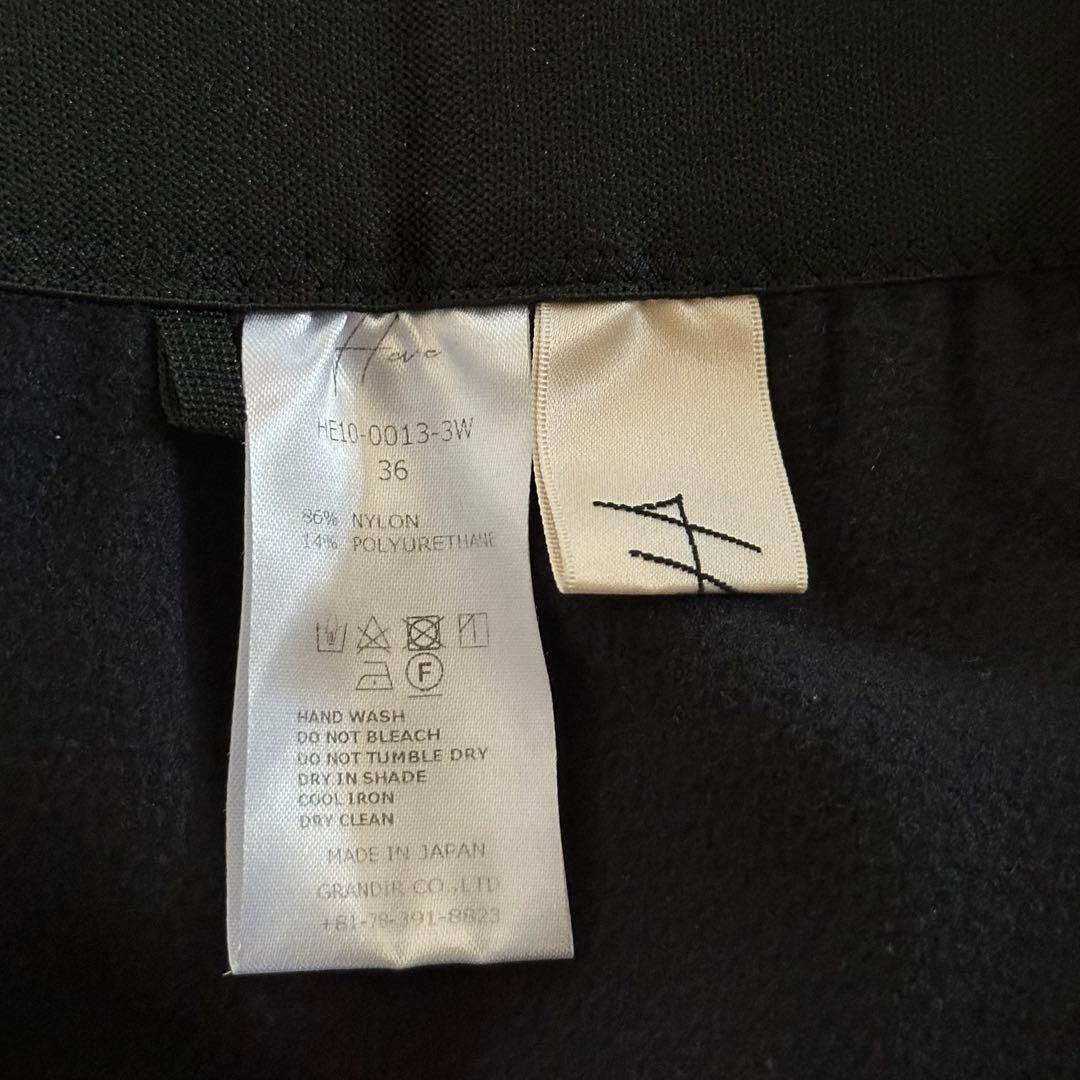 HE10-0013-3W
36
86% NYLON
14% POLYURETHANE
F
HAND WASH
DO NOT BLEACH
DO NOT TUMBLE DRY
DRY IN SHADE
COOL IRON
DRY CLEAN
MADE IN JAPAN
GRANDIR CO.,LTD
+81-78-391-8823